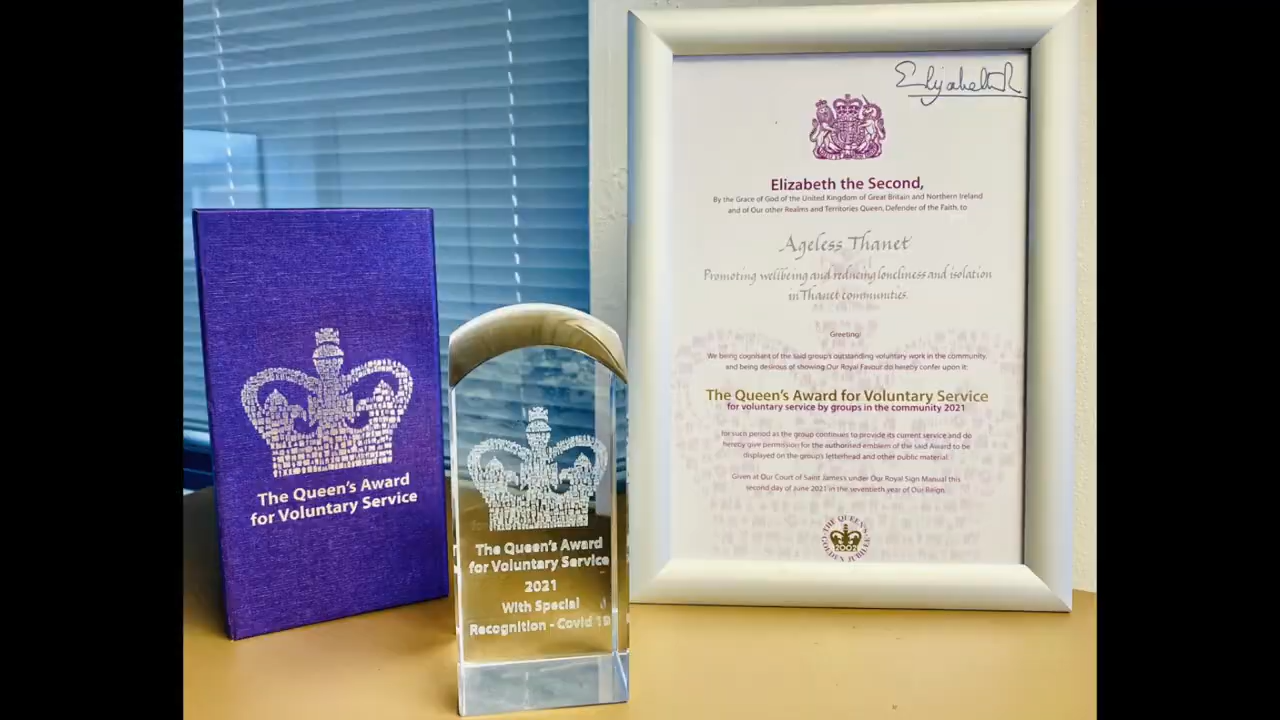 The Queen's Award
for Voluntary Service
The Queen's Award
for Voluntary Service
2021
With Special
Recognition - Covid 19
ElizabethR
Elizabeth the Second,
By the Grace of God of the United Kingdom of Great Britain and Northern Ireland
and of Our other Realms and Territories Queen, Defender of the Faith, to
Ageless Thanet
Promoting wellbeing and reducing loneliness and isolation
in Thanet communities.
Greeting!
We being cognisant of the said group's outstanding voluntary work in the community,
and being desirous of showing Our Royal Favour do hereby confer upon it:
The Queen's Award for Voluntary Service
for voluntary service by groups in the community 2021
for such period as the group continues to provide its current service and do
hereby give permission for the authorised emblem of the said Award to be
displayed on the group's letterhead and other public material.
Given at Our Court of Saint James's under Our Royal Sign Manual this
second day of June 2021 in the seventieth year of Our Reign.
THE QUEEN'S
2002
GOLDEN JUBILEE